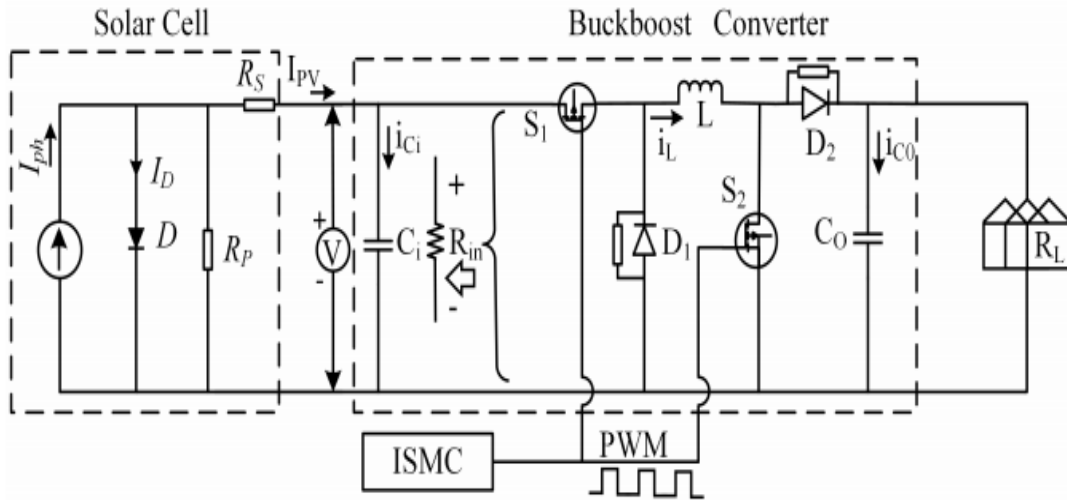 Solar Cell
Buckboost Converter
R_S
I_PV
I_ph
I_D
D
R_P
+
V
-
i_Ci
C_i
+
R_in
-
S_1
i_L
L
D_1
S_2
D_2
i_C0
C_O
R_L
ISMC
PWM